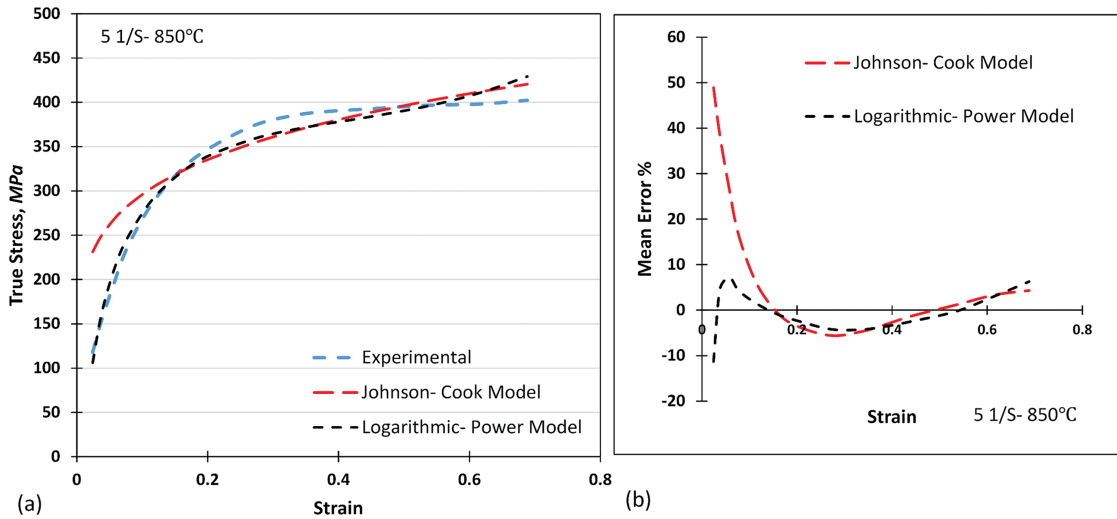 5 1/S- 850℃
True Stress, MPa
500
450
400
350
300
250
200
150
100
50
0
Experimental
Johnson- Cook Model
Logarithmic- Power Model
0 0.2 0.4 0.6 0.8
Strain
(a)
Johnson- Cook Model
Logarithmic- Power Model
Mean Error %
60
50
40
30
20
10
0
-10
-20
0 0.2 0.4 0.6 0.8
Strain
5 1/S- 850℃
(b)